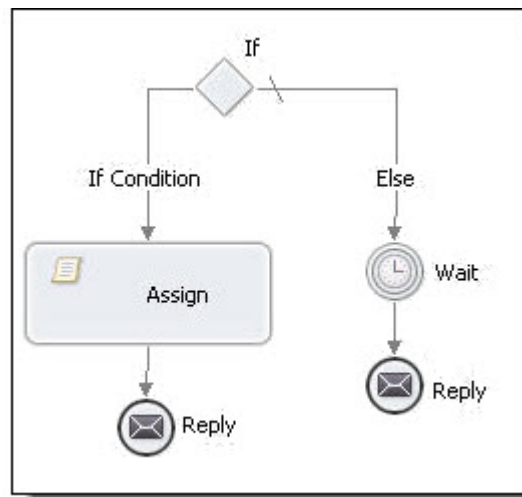 If
If Condition
Else
Assign
Wait
Reply
Reply